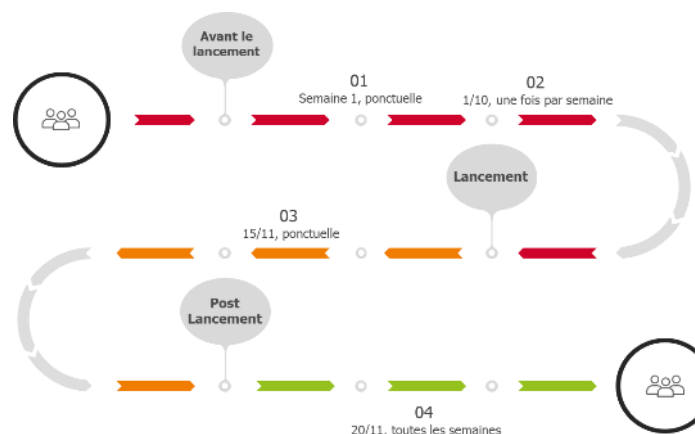 Avant le
lancement
01
Semaine 1, ponctuelle
02
1/10, une fois par semaine
Lancement
03
15/11, ponctuelle
Post
Lancement
04
20/11, toutes les semaines